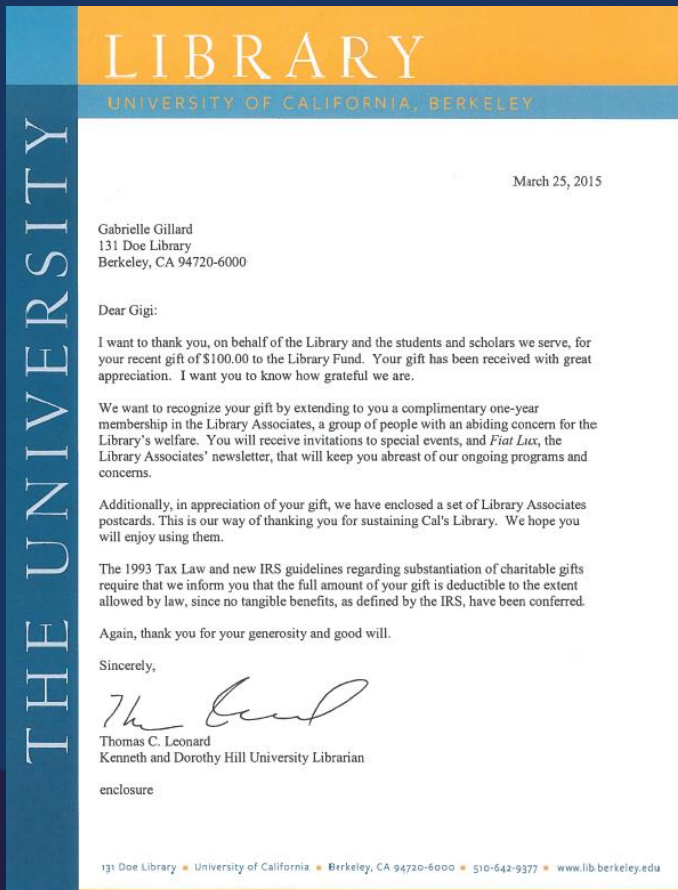 LIBRARY
UNIVERSITY OF CALIFORNIA, BERKELEY
THE UNIVERSITY
March 25, 2015
Gabrielle Gillard
131 Doe Library
Berkeley, CA 94720-6000
Dear Gigi:
I want to thank you, on behalf of the Library and the students and scholars we serve, for
your recent gift of $100.00 to the Library Fund. Your gift has been received with great
appreciation. I want you to know how grateful we are.
We want to recognize your gift by extending to you a complimentary one-year
membership in the Library Associates, a group of people with an abiding concern for the
Library's welfare. You will receive invitations to special events, and Fiat Lux, the
Library Associates' newsletter, that will keep you abreast of our ongoing programs and
concerns.
Additionally, in appreciation of your gift, we have enclosed a set of Library Associates
postcards. This is our way of thanking you for sustaining Cal's Library. We hope you
will enjoy using them.
The 1993 Tax Law and new IRS guidelines regarding substantiation of charitable gifts
require that we inform you that the full amount of your gift is deductible to the extent
allowed by law, since no tangible benefits, as defined by the IRS, have been conferred.
Again, thank you for your generosity and good will.
Sincerely,
Thomas C. Leonard
Kenneth and Dorothy Hill University Librarian
enclosure
131 Doe Library • University of California • Berkeley, CA 94720-6000 • 510-642-9377 • www.lib.berkeley.edu